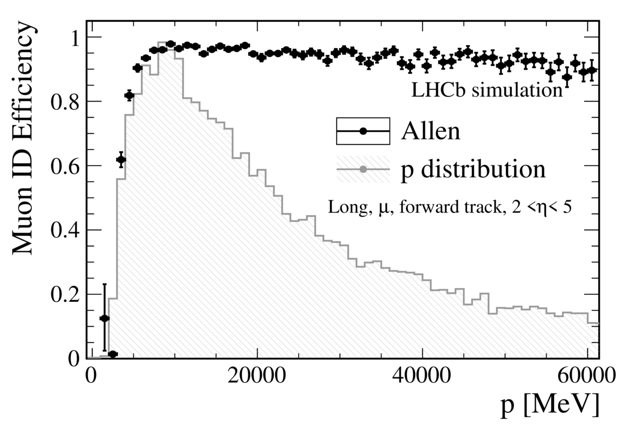 1
0.8
0.6
0.4
0.2
0
Muon ID Efficiency
LHCb simulation
Allen
p distribution
Long, μ, forward track, 2 <η< 5
0
20000
40000
60000
p [MeV]